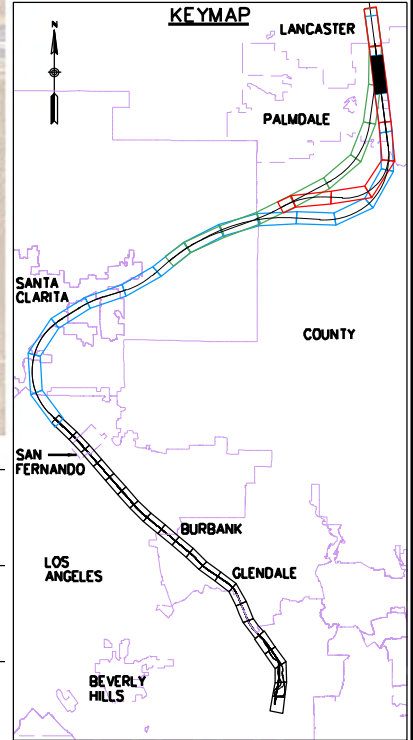 KEYMAP
N
LANCASTER
PALMDALE
SANTA
CLARITA
COUNTY
SAN
FERNANDO
BURBANK
LOS
ANGELES
GLENDALE
BEVERLY
HILLS